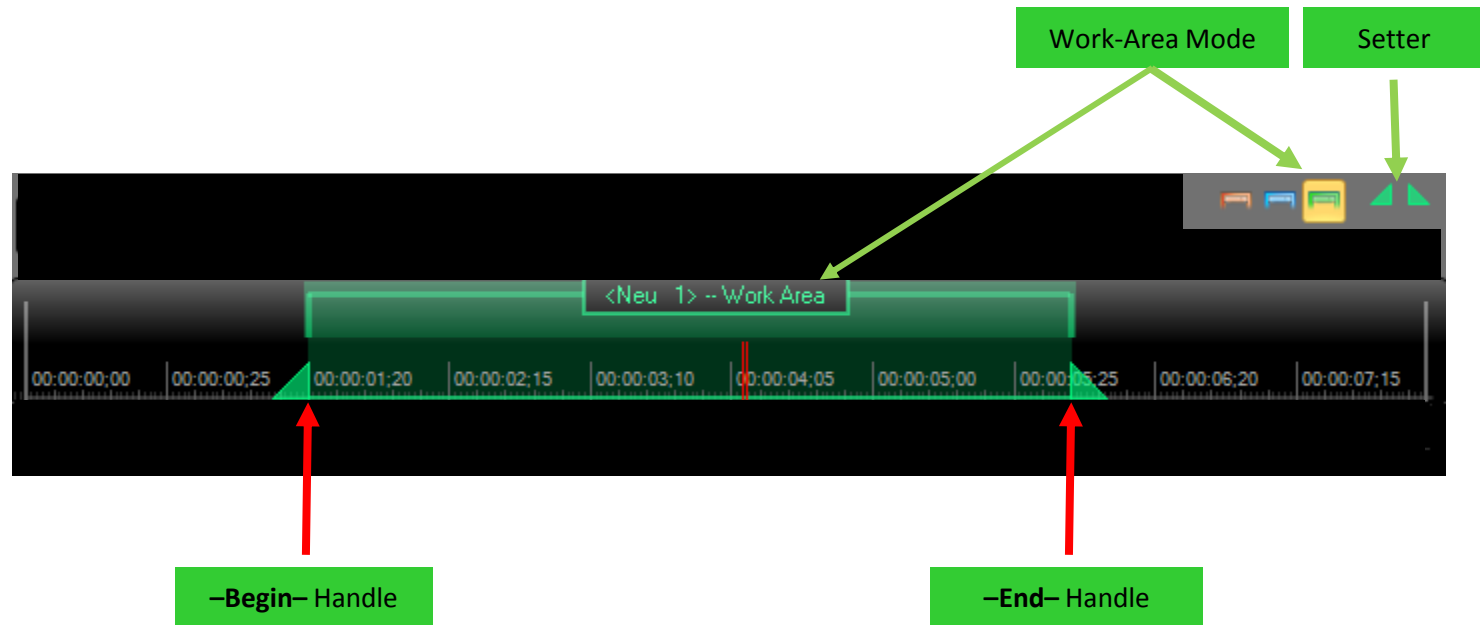 Work-Area Mode
Setter
<Neu 1> -- Work Area
00:00:00;00 00:00:00;25 00:00:01;20 00:00:02;15 00:00:03;10 00:00:04;05 00:00:05;00 00:00:05;25 00:00:06;20 00:00:07;15
–Begin– Handle
–End– Handle